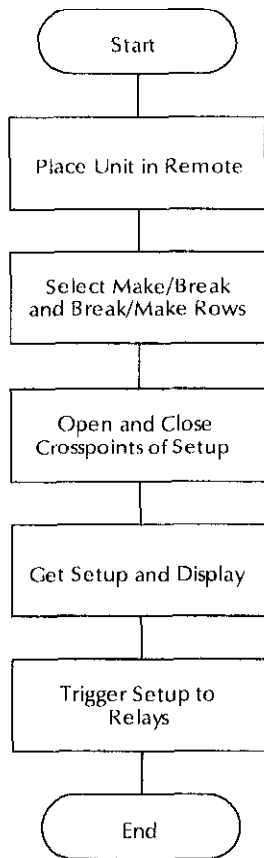 Start
Place Unit in Remote
Select Make/Break
and Break/Make Rows
Open and Close
Crosspoints of Setup
Get Setup and Display
Trigger Setup to
Relays
End